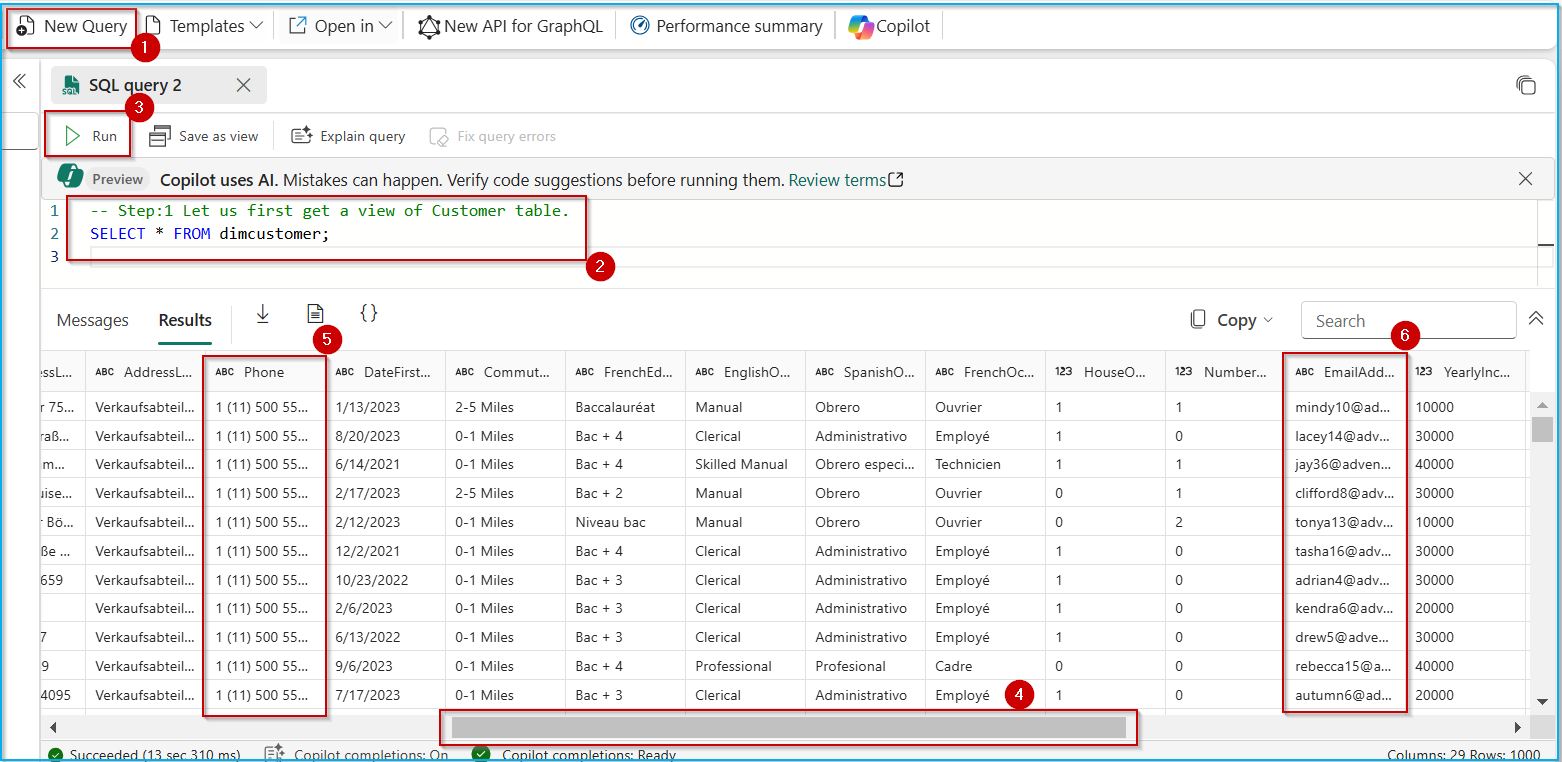 New Query Templates Open in New API for GraphQL Performance summary Copilot
1
SQL query 2
3
Run Save as view Explain query Fix query errors
Preview Copilot uses AI. Mistakes can happen. Verify code suggestions before running them. Review terms
1 -- Step:1 Let us first get a view of Customer table.
2 SELECT * FROM dimcustomer;
3
2
Messages Results {} Copy Search
5 6
essL... ABC AddressL... ABC Phone ABC DateFirst... ABC Commut... ABC FrenchEd... ABC EnglishO... ABC SpanishO... ABC FrenchOc... 123 HouseO... 123 Number... ABC EmailAdd... 123 YearlyInc...
r 75... Verkaufsabteil... 1 (11) 500 55... 1/13/2023 2-5 Miles Baccalauréat Manual Obrero Ouvrier 1 1 mindy10@ad... 10000
raß... Verkaufsabteil... 1 (11) 500 55... 8/20/2023 0-1 Miles Bac + 4 Clerical Administrativo Employé 1 0 lacey14@adv... 30000
m... Verkaufsabteil... 1 (11) 500 55... 6/14/2021 0-1 Miles Bac + 4 Skilled Manual Obrero especi... Technicien 1 1 jay36@adven... 40000
uise... Verkaufsabteil... 1 (11) 500 55... 2/17/2023 2-5 Miles Bac + 2 Manual Obrero Ouvrier 0 1 clifford8@adv... 30000
r Bö... Verkaufsabteil... 1 (11) 500 55... 2/12/2023 0-1 Miles Niveau bac Manual Obrero Ouvrier 0 2 tonya13@adv... 10000
ße ... Verkaufsabteil... 1 (11) 500 55... 12/2/2021 0-1 Miles Bac + 4 Clerical Administrativo Employé 1 0 tasha16@adv... 30000
659 Verkaufsabteil... 1 (11) 500 55... 10/23/2022 0-1 Miles Bac + 3 Clerical Administrativo Employé 1 0 adrian4@adv... 30000
Verkaufsabteil... 1 (11) 500 55... 2/6/2023 0-1 Miles Bac + 3 Clerical Administrativo Employé 1 0 kendra6@adv... 20000
7 Verkaufsabteil... 1 (11) 500 55... 6/13/2022 0-1 Miles Bac + 3 Clerical Administrativo Employé 1 0 drew5@adve... 30000
9 Verkaufsabteil... 1 (11) 500 55... 9/6/2023 0-1 Miles Bac + 4 Professional Profesional Cadre 0 0 rebecca15@a... 40000
4095 Verkaufsabteil... 1 (11) 500 55... 7/17/2023 0-1 Miles Bac + 3 Clerical Administrativo Employé 4 1 0 autumn6@ad... 20000
Succeeded (13 sec 310 ms) Copilot completions: On Copilot completions: Ready Columns: 29 Rows: 1000